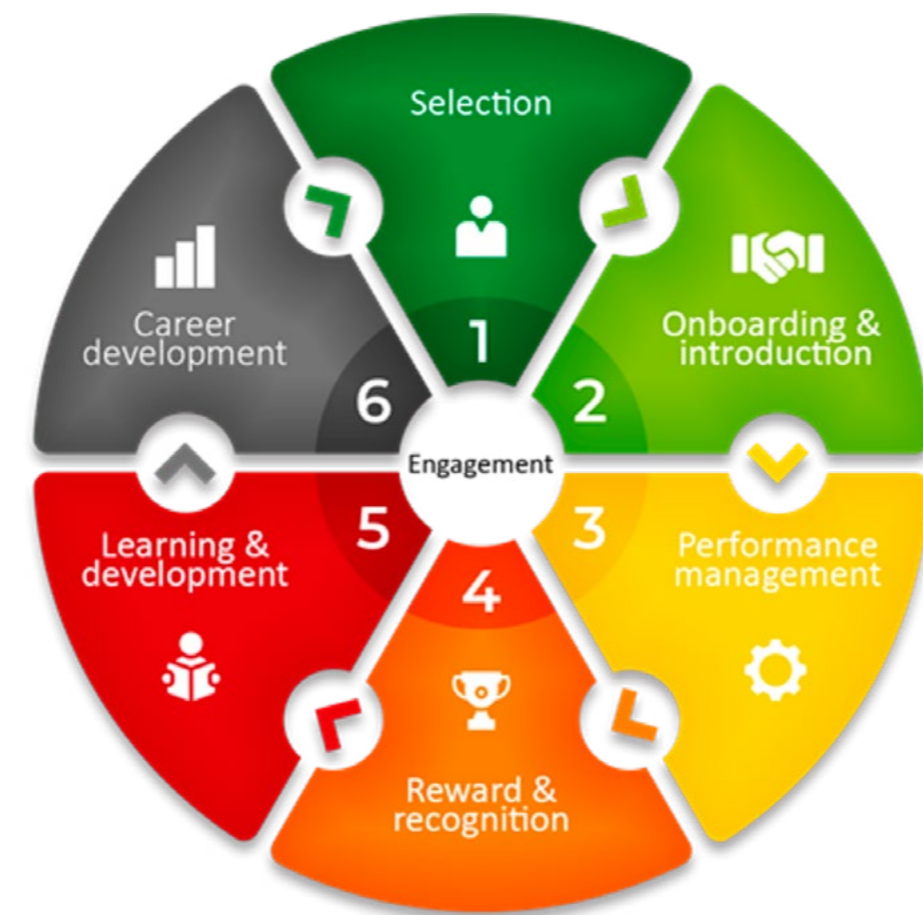 Selection
1
Onboarding &
introduction
2
Performance
management
3
Reward &
recognition
4
Learning &
development
5
Career
development
6
Engagement